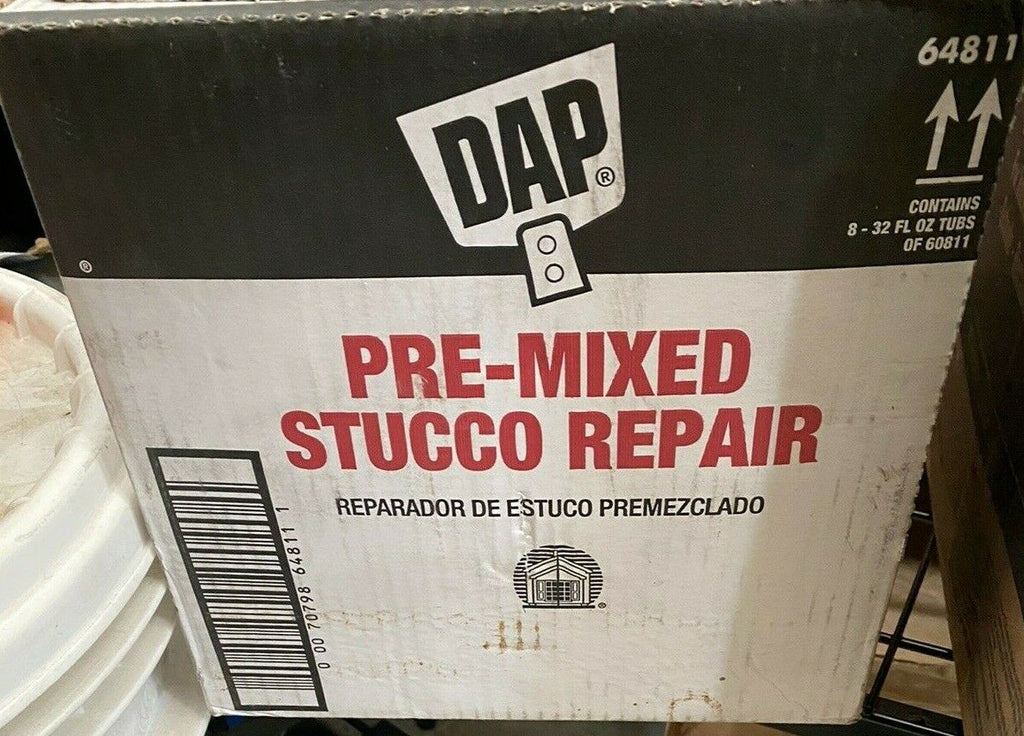 64811
DAP®
CONTAINS
8 - 32 FL OZ TUBS
OF 60811
®
PRE-MIXED
STUCCO REPAIR
REPARADOR DE ESTUCO PREMEZCLADO
®
0 00 70798 64811 1